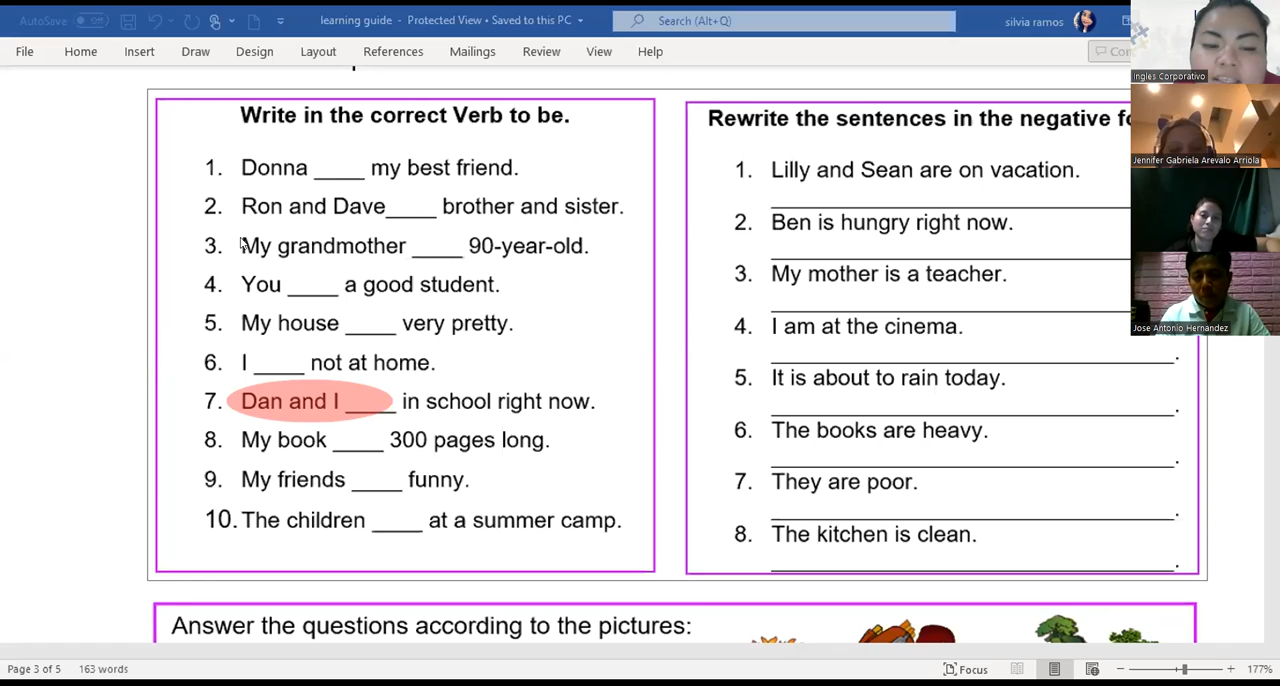 AutoSave Off learning guide - Protected View • Saved to this PC Search (Alt+Q) silvia ramos
File Home Insert Draw Design Layout References Mailings Review View Help
Ingles Corporativo
Jennifer Gabriela Arevalo Arriola
Jose Antonio Hernandez
Write in the correct Verb to be.
1. Donna ____ my best friend.
2. Ron and Dave____ brother and sister.
3. My grandmother ____ 90-year-old.
4. You ____ a good student.
5. My house ____ very pretty.
6. I ____ not at home.
7. Dan and I ____ in school right now.
8. My book ____ 300 pages long.
9. My friends ____ funny.
10. The children ____ at a summer camp.
Rewrite the sentences in the negative
1. Lilly and Sean are on vacation.
2. Ben is hungry right now.
3. My mother is a teacher.
4. I am at the cinema.
5. It is about to rain today.
6. The books are heavy.
7. They are poor.
8. The kitchen is clean.
Answer the questions according to the pictures:
Page 3 of 5 163 words Focus 177%